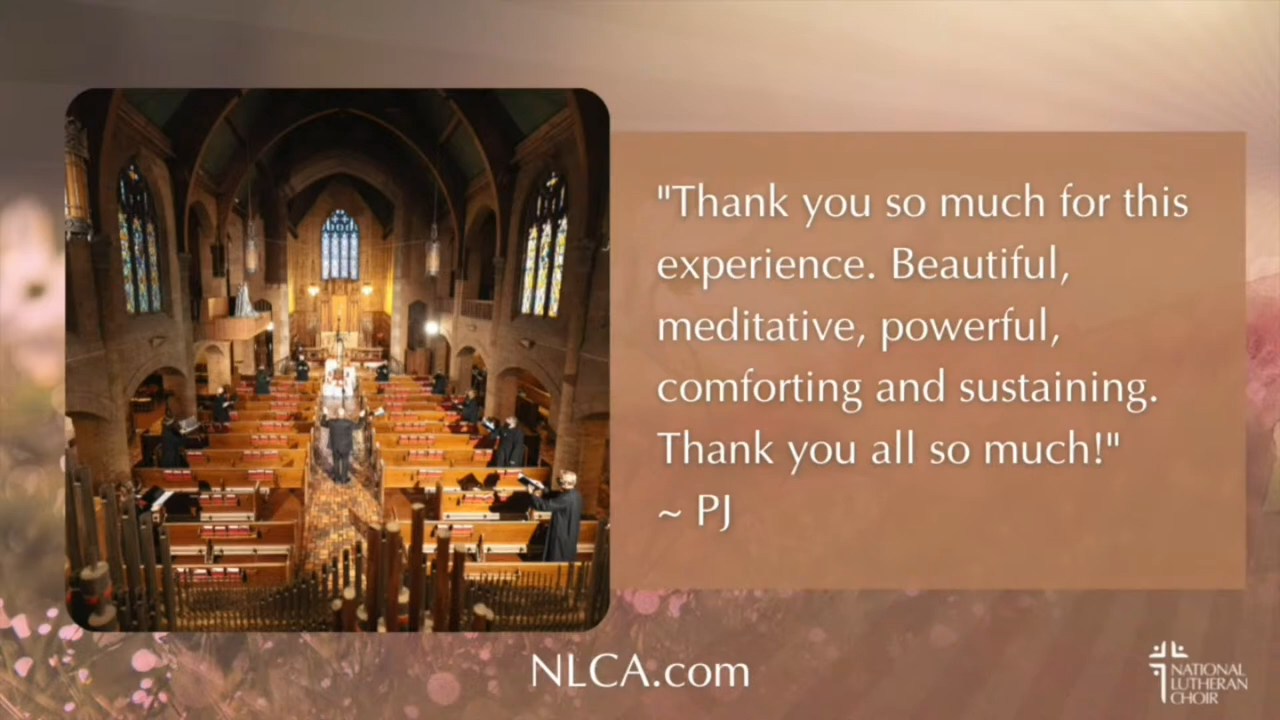 "Thank you so much for this
experience. Beautiful,
meditative, powerful,
comforting and sustaining.
Thank you all so much!"
~ PJ
NLCA.com
NATIONAL
LUTHERAN
CHOIR